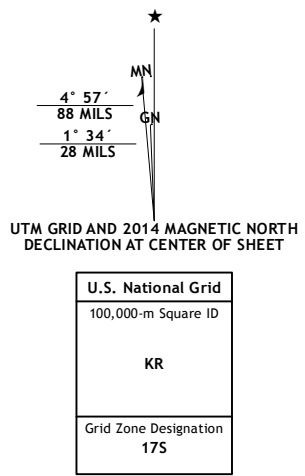 ★
MN
4° 57´
88 MILS
GN
1° 34´
28 MILS
UTM GRID AND 2014 MAGNETIC NORTH
DECLINATION AT CENTER OF SHEET
U.S. National Grid
100,000-m Square ID
KR
Grid Zone Designation
17S